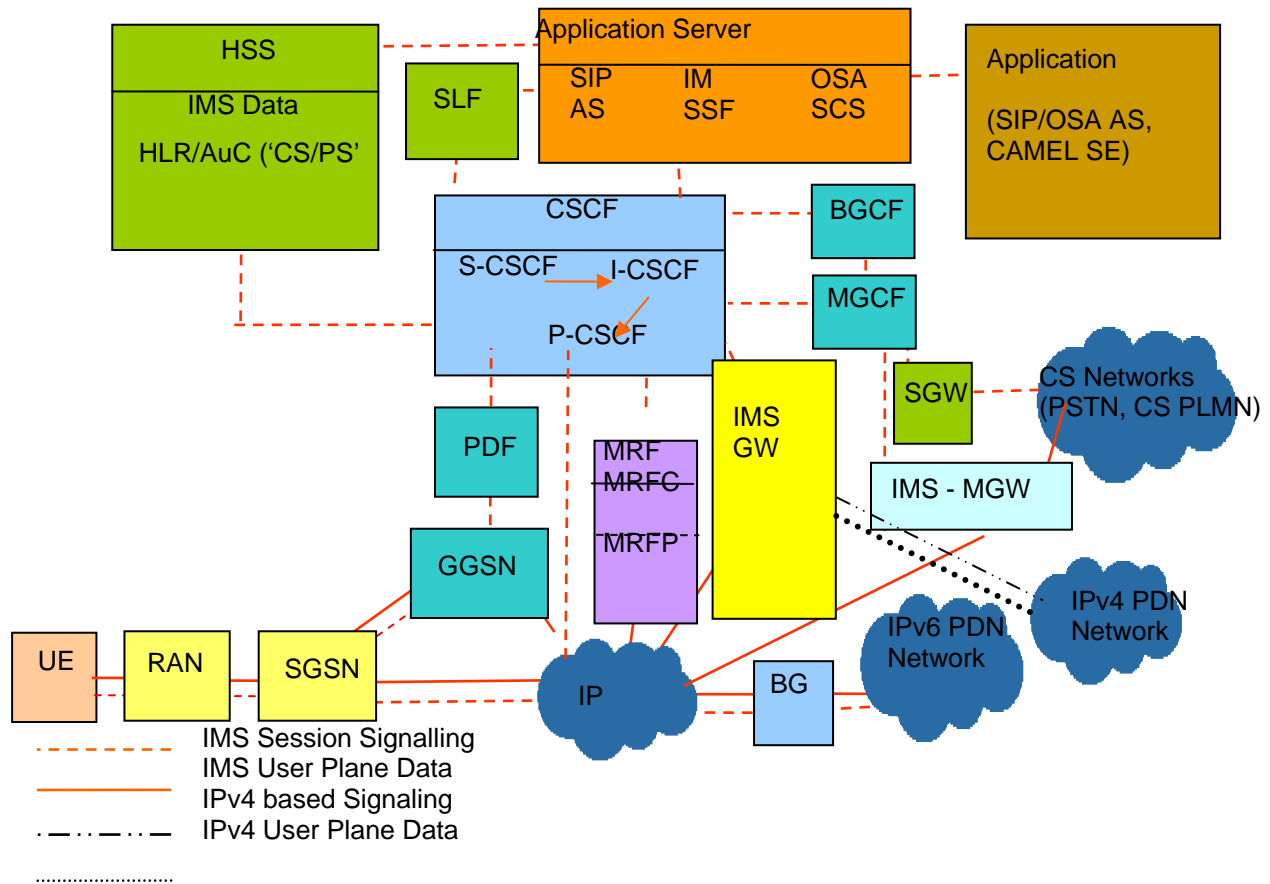 HSS
IMS Data
HLR/AuC (‘CS/PS’
SLF
Application Server
SIP AS
IM SSF
OSA SCS
Application
(SIP/OSA AS,
CAMEL SE)
CSCF
S-CSCF
I-CSCF
P-CSCF
BGCF
MGCF
SGW
CS Networks
(PSTN, CS PLMN)
PDF
MRF
MRFC
MRFP
IMS
GW
IMS - MGW
GGSN
IPv4 PDN
Network
IPv6 PDN
Network
UE
RAN
SGSN
IP
BG
IMS Session Signalling
IMS User Plane Data
IPv4 based Signaling
IPv4 User Plane Data